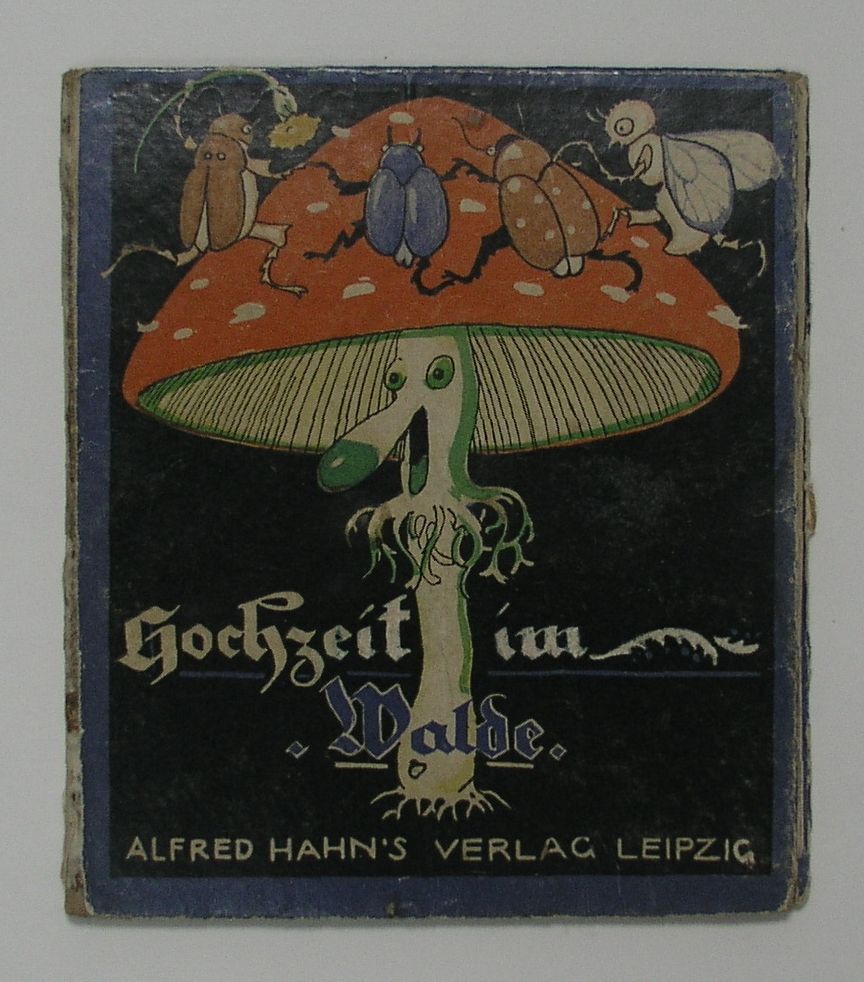 Hochzeit im
. Walde.
ALFRED HAHN'S VERLAG LEIPZIG